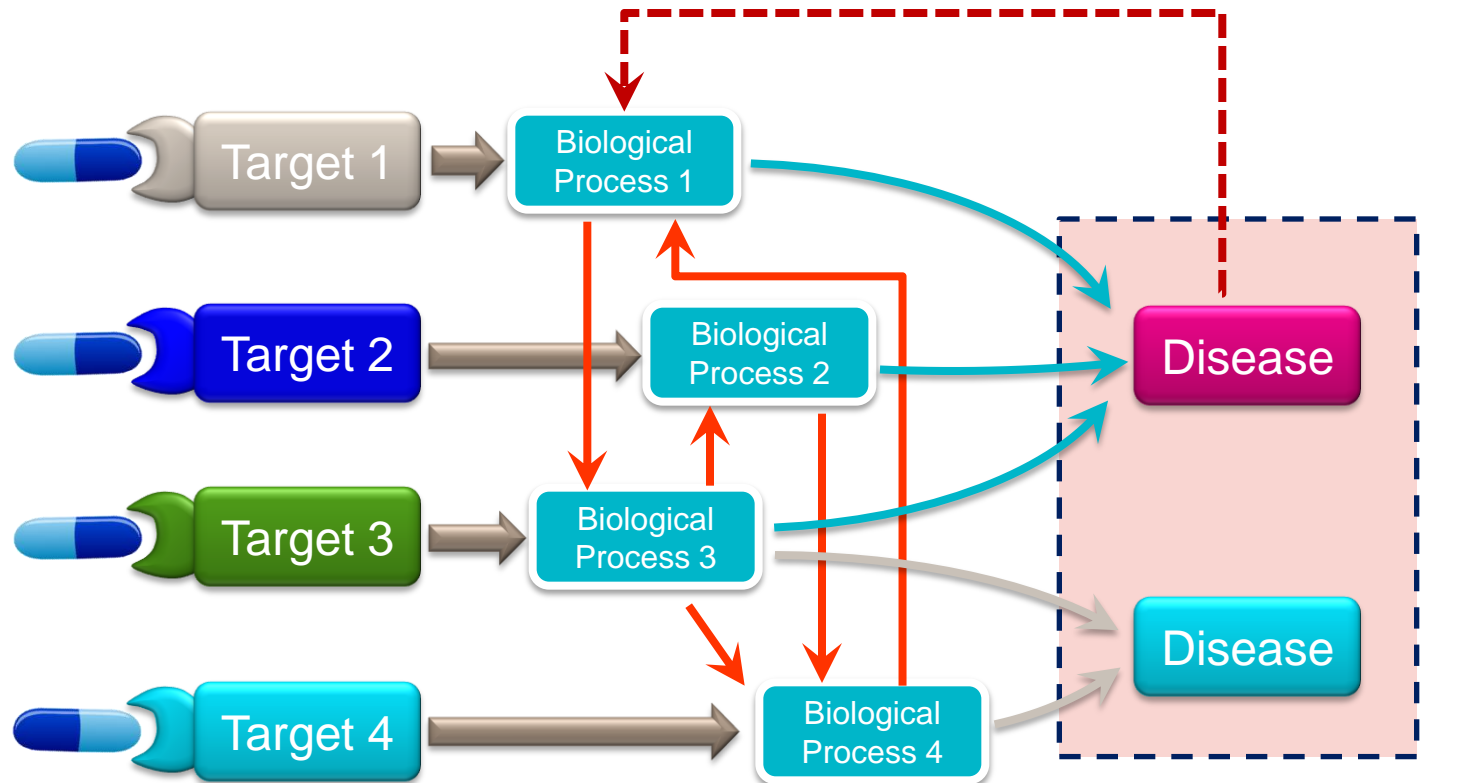 Target 1
Biological
Process 1
Target 2
Biological
Process 2
Disease
Target 3
Biological
Process 3
Disease
Target 4
Biological
Process 4